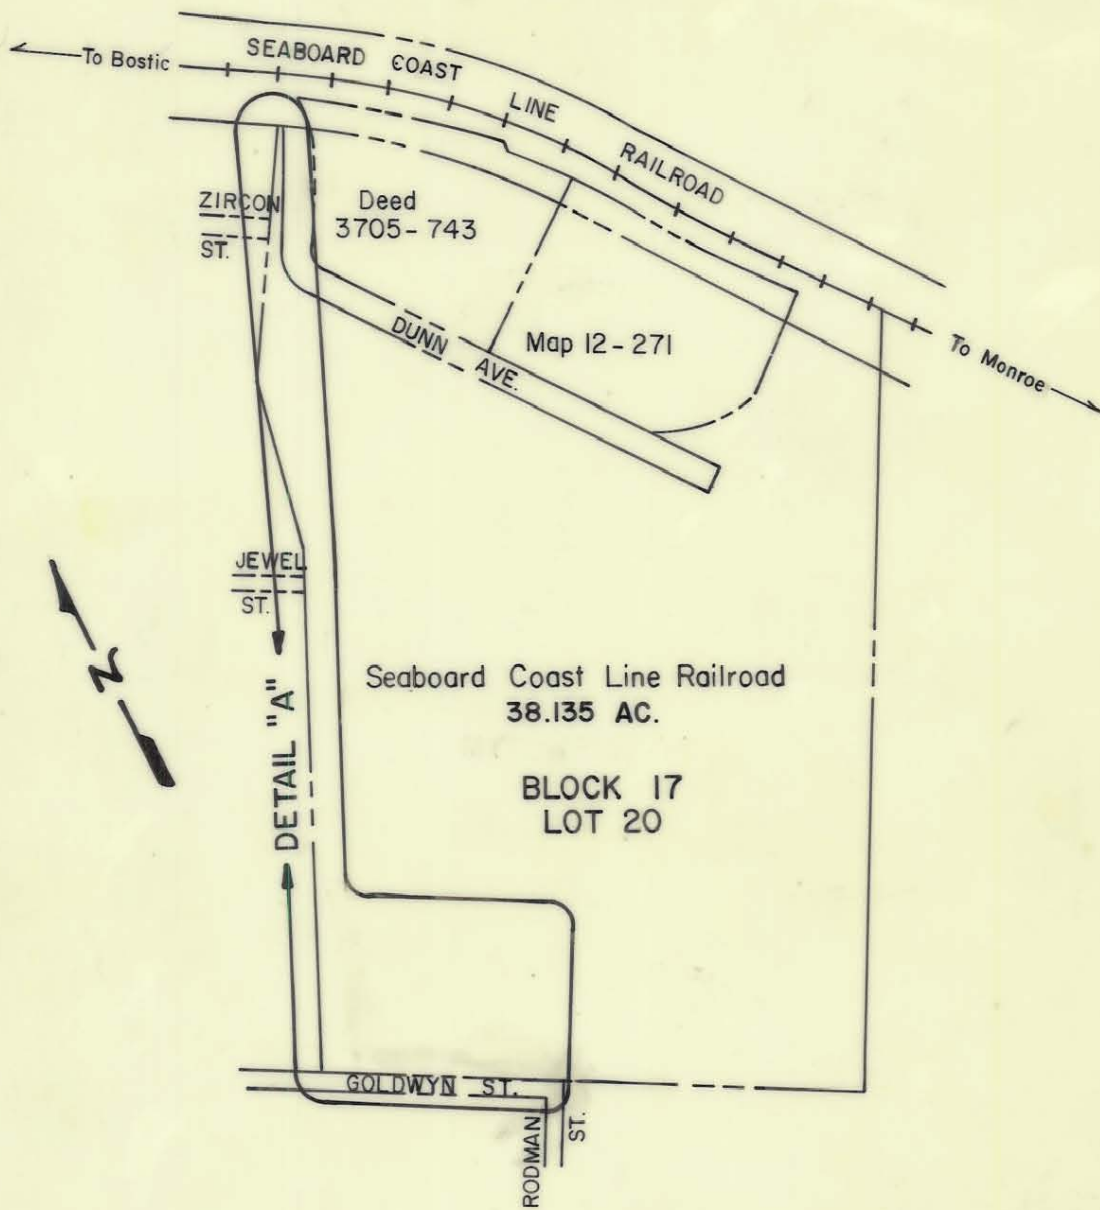 To Bostic
SEABOARD COAST LINE RAILROAD
To Monroe
ZIRCON
ST.
Deed
3705-743
DUNN AVE.
Map 12-271
JEWEL
ST.
N
DETAIL "A"
Seaboard Coast Line Railroad
38.135 AC.
BLOCK 17
LOT 20
GOLDWYN ST.
RODMAN
ST.